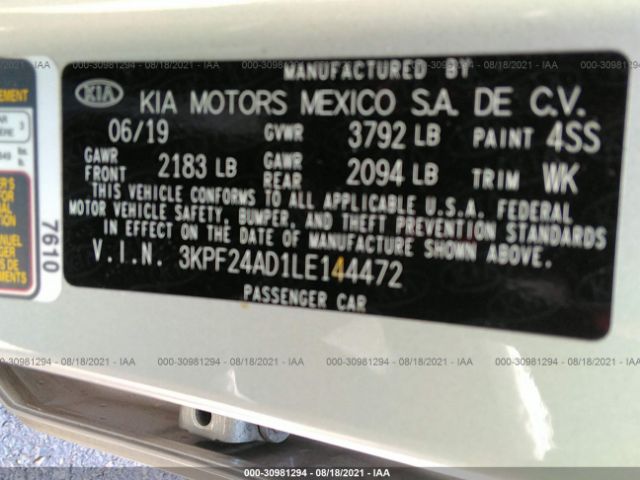 000-30981294 - 08/18/2021 - IAA
MANUFACTURED BY
KIA KIA MOTORS MEXICO S.A. DE C.V.
06/19 GVWR 3792 LB PAINT 4SS
GAWR FRONT 2183 LB GAWR REAR 2094 LB TRIM WK
THIS VEHICLE CONFORMS TO ALL APPLICABLE U.S.A. FEDERAL
MOTOR VEHICLE SAFETY, BUMPER, AND THEFT PREVENTION STANDARDS
IN EFFECT ON THE DATE OF MANUFACTURE SHOWN ABOVE.
V.I.N. 3KPF24AD1LE144472
PASSENGER CAR
7610
000-30981294 - 08/18/2021 - IAA
000-30981294 - 08/18/2021 - IAA